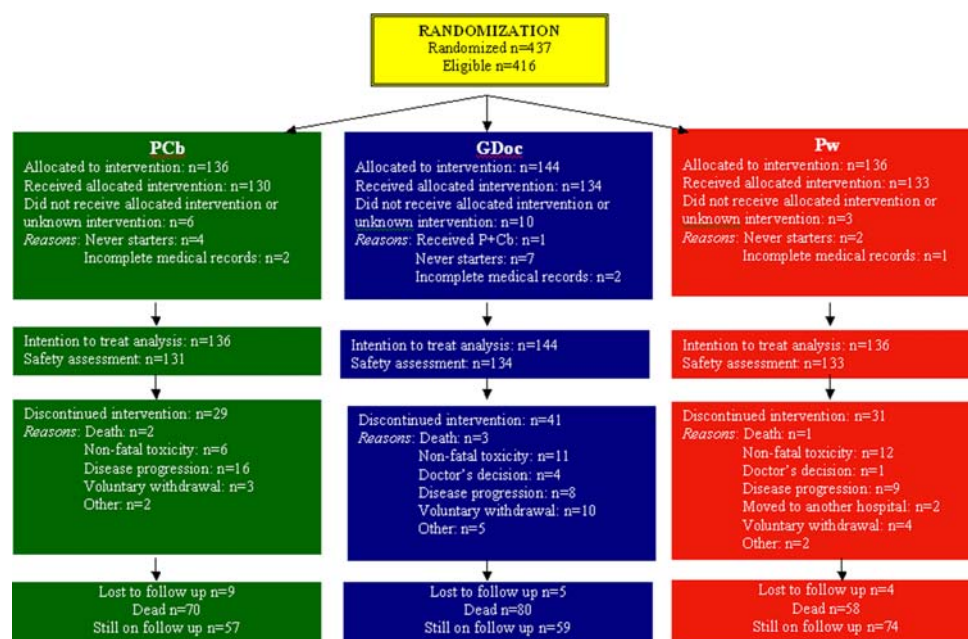 RANDOMIZATION
Randomized n=437
Eligible n=416
PCb
Allocated to intervention: n=136
Received allocated intervention: n=130
Did not receive allocated intervention or
unknown intervention: n=6
Reasons: Never starters: n=4
Incomplete medical records: n=2
GDoc
Allocated to intervention: n=144
Received allocated intervention: n=134
Did not receive allocated intervention or
unknown intervention: n=10
Reasons: Received P+Cb: n=1
Never starters: n=7
Incomplete medical records: n=2
Pw
Allocated to intervention: n=136
Received allocated intervention: n=133
Did not receive allocated intervention or
unknown intervention: n=3
Reasons: Never starters: n=2
Incomplete medical records: n=1
Intention to treat analysis: n=136
Safety assessment: n=131
Intention to treat analysis: n=144
Safety assessment: n=134
Intention to treat analysis: n=136
Safety assessment: n=133
Discontinued intervention: n=29
Reasons: Death: n=2
Non-fatal toxicity: n=6
Disease progression: n=16
Voluntary withdrawal: n=3
Other: n=2
Discontinued intervention: n=41
Reasons: Death: n=3
Non-fatal toxicity: n=11
Doctor's decision: n=4
Disease progression: n=8
Voluntary withdrawal: n=10
Other: n=5
Discontinued intervention: n=31
Reasons: Death: n=1
Non-fatal toxicity: n=12
Doctor's decision: n=1
Disease progression: n=9
Moved to another hospital: n=2
Voluntary withdrawal: n=4
Other: n=2
Lost to follow up n=9
Dead n=70
Still on follow up n=57
Lost to follow up n=5
Dead n=80
Still on follow up n=59
Lost to follow up n=4
Dead n=58
Still on follow up n=74